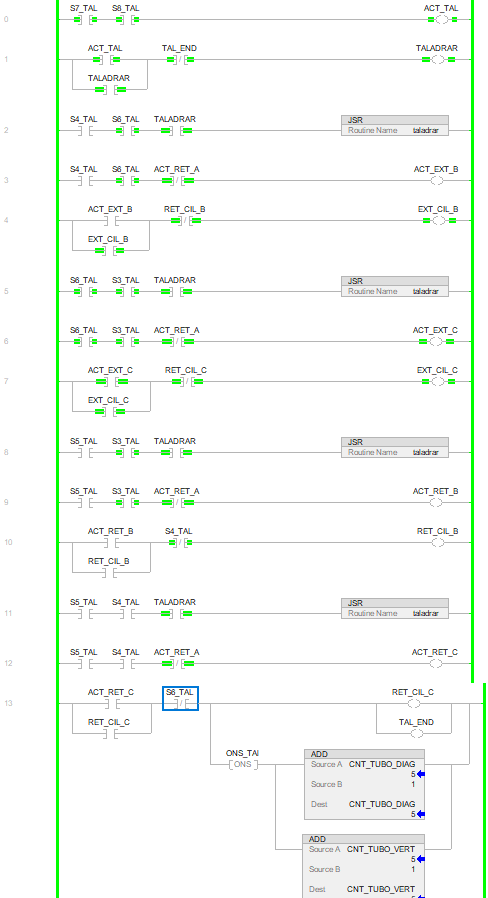 S7_TAL S8_TAL ACT_TAL
0
ACT_TAL TAL_END TALADRAR
1
TALADRAR
S4_TAL S6_TAL TALADRAR JSR
2 Routine Name taladrar
S4_TAL S6_TAL ACT_RET_A ACT_EXT_B
3
ACT_EXT_B RET_CIL_B EXT_CIL_B
4
EXT_CIL_B
S6_TAL S3_TAL TALADRAR JSR
5 Routine Name taladrar
S6_TAL S3_TAL ACT_RET_A ACT_EXT_C
6
ACT_EXT_C RET_CIL_C EXT_CIL_C
7
EXT_CIL_C
S5_TAL S3_TAL TALADRAR JSR
8 Routine Name taladrar
S5_TAL S3_TAL ACT_RET_A ACT_RET_B
9
ACT_RET_B S4_TAL RET_CIL_B
10
RET_CIL_B
S5_TAL S4_TAL TALADRAR JSR
11 Routine Name taladrar
S5_TAL S4_TAL ACT_RET_A ACT_RET_C
12
ACT_RET_C S6_TAL RET_CIL_C
13
RET_CIL_C TAL_END
ONS_TAl ADD
ONS Source A CNT_TUBO_DIAG
5
Source B 1
Dest CNT_TUBO_DIAG
5
ADD
Source A CNT_TUBO_VERT
5
Source B 1
Dest CNT_TUBO_VERT